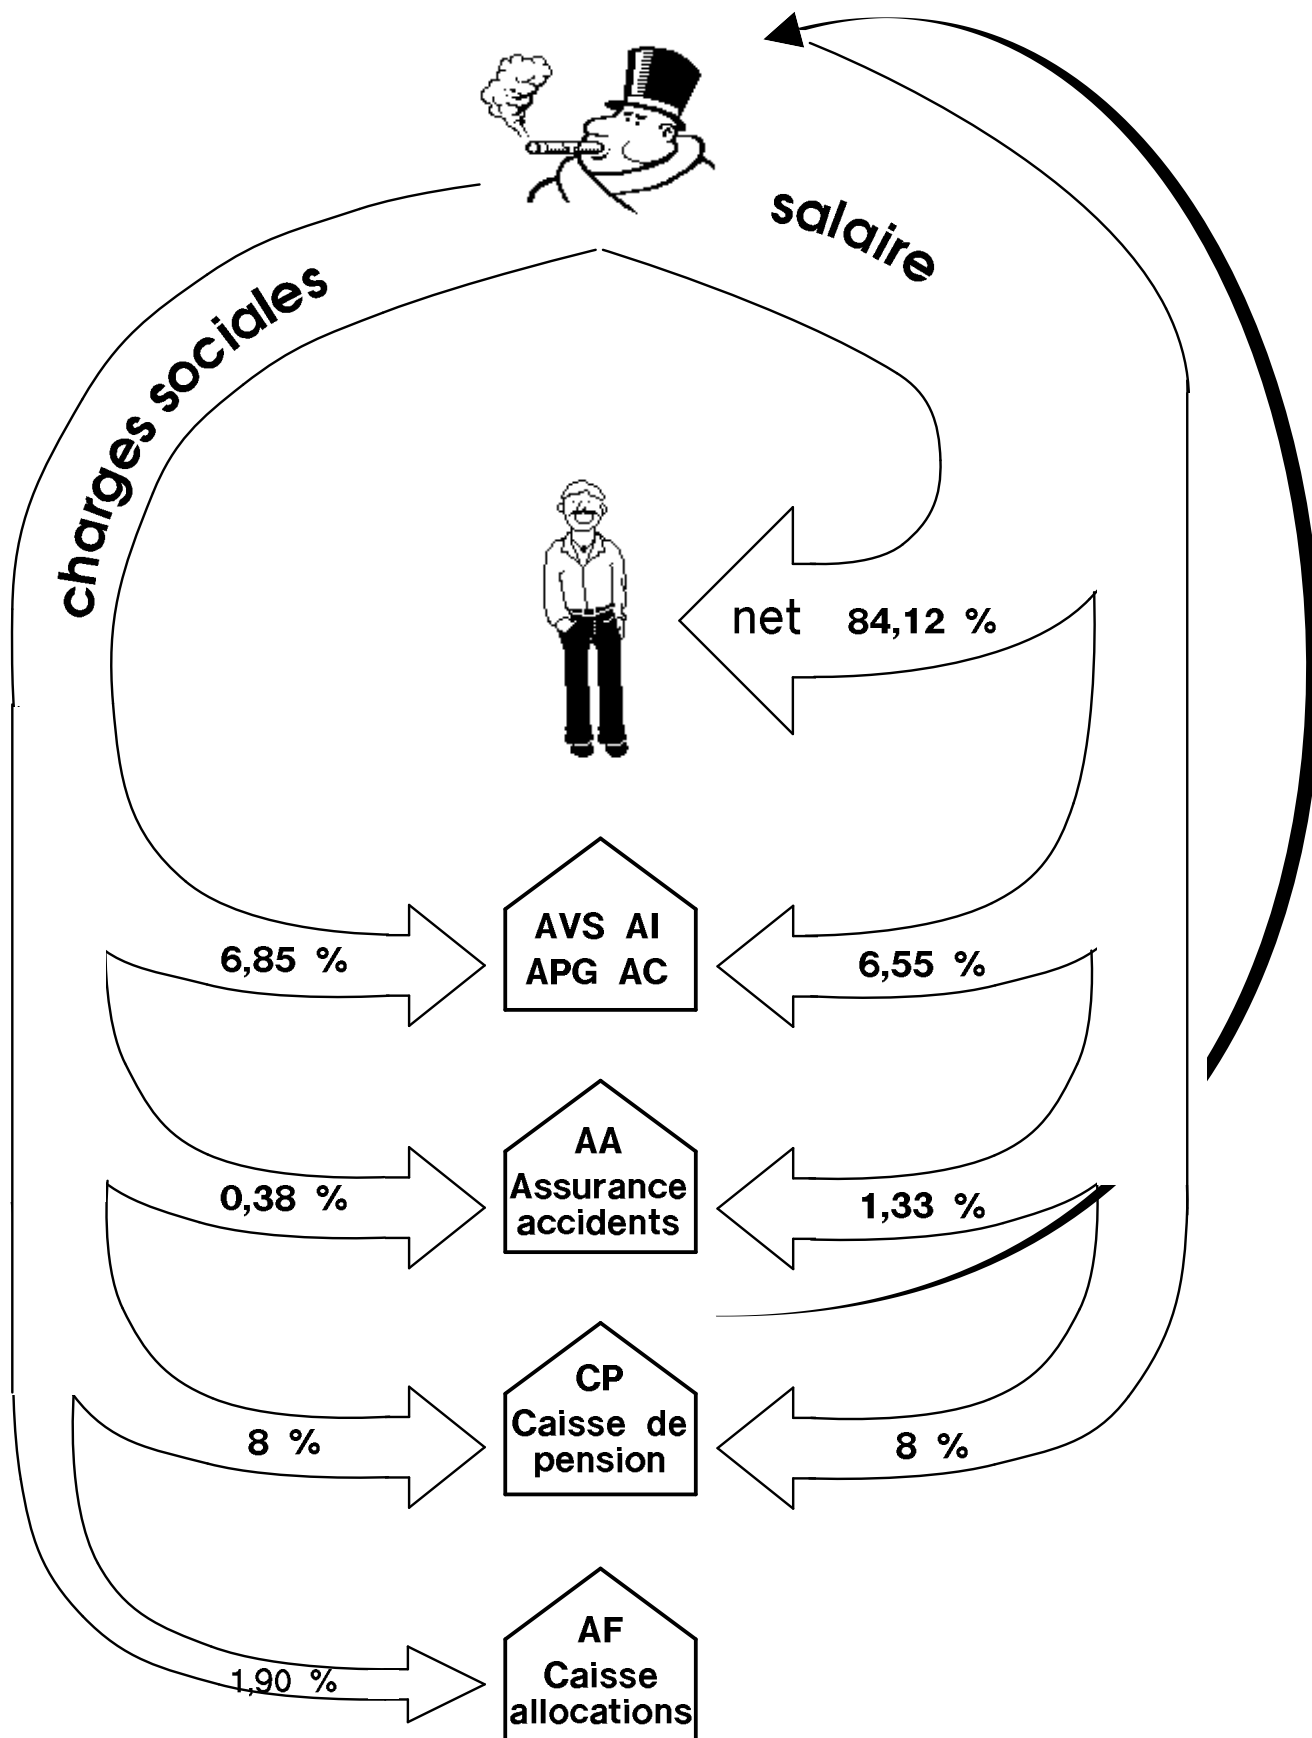 salaire
charges sociales
net 84,12 %
6,85 %
AVS AI
APG AC
6,55 %
0,38 %
AA
Assurance
accidents
1,33 %
8 %
CP
Caisse de
pension
8 %
1,90 %
AF
Caisse
allocations